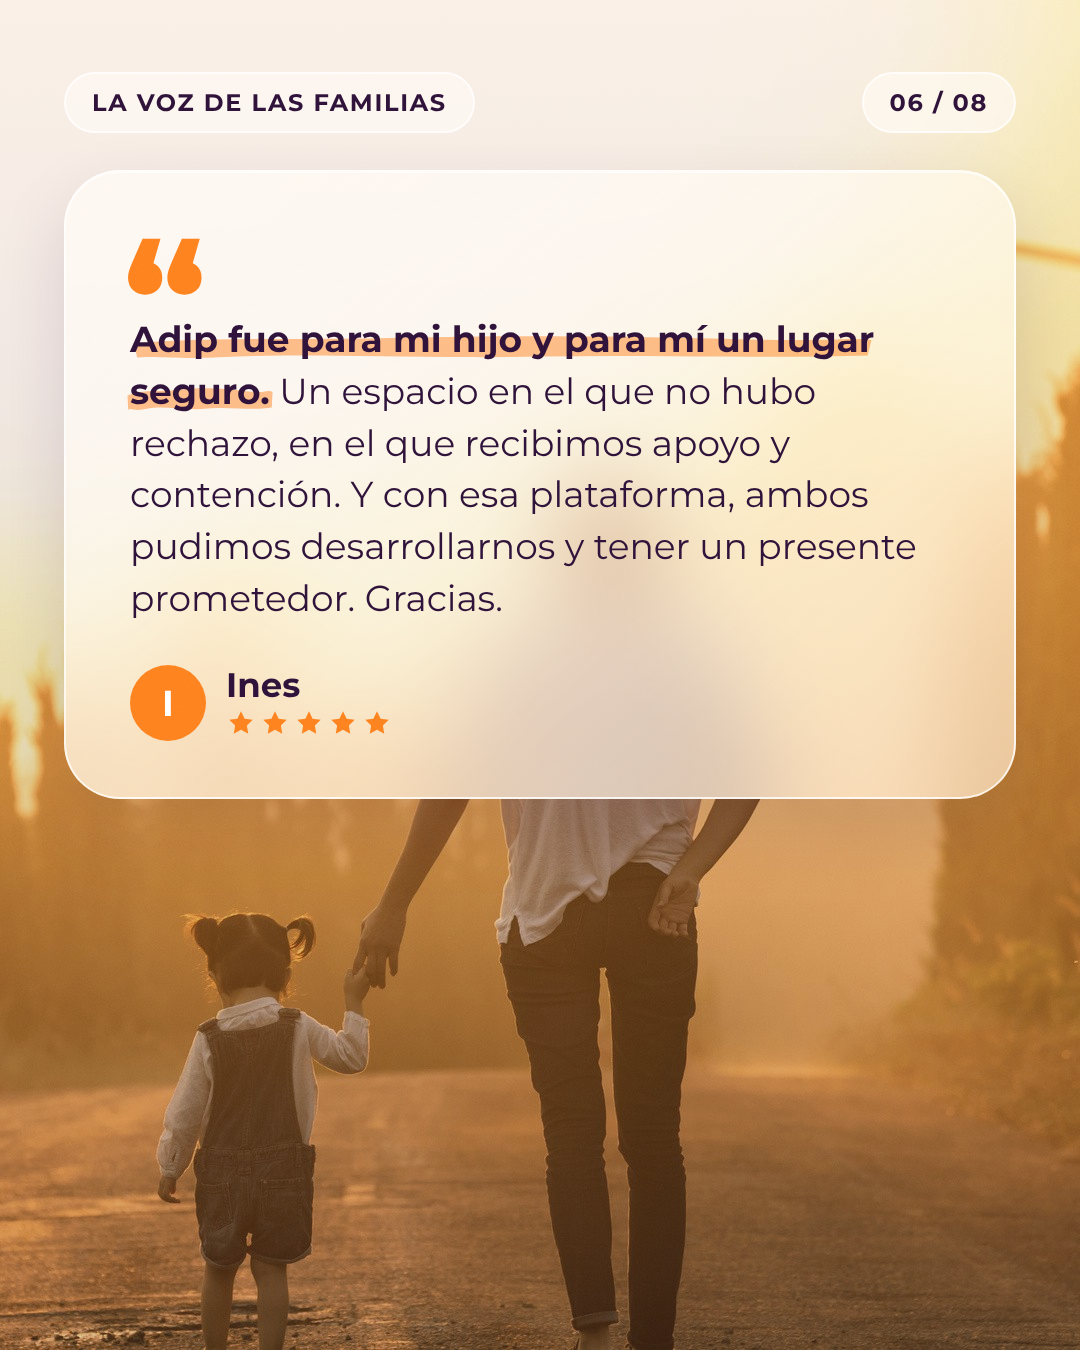 LA VOZ DE LAS FAMILIAS
06 / 08
“
Adip fue para mi hijo y para mí un lugar
seguro. Un espacio en el que no hubo
rechazo, en el que recibimos apoyo y
contención. Y con esa plataforma, ambos
pudimos desarrollarnos y tener un presente
prometedor. Gracias.
I
Ines